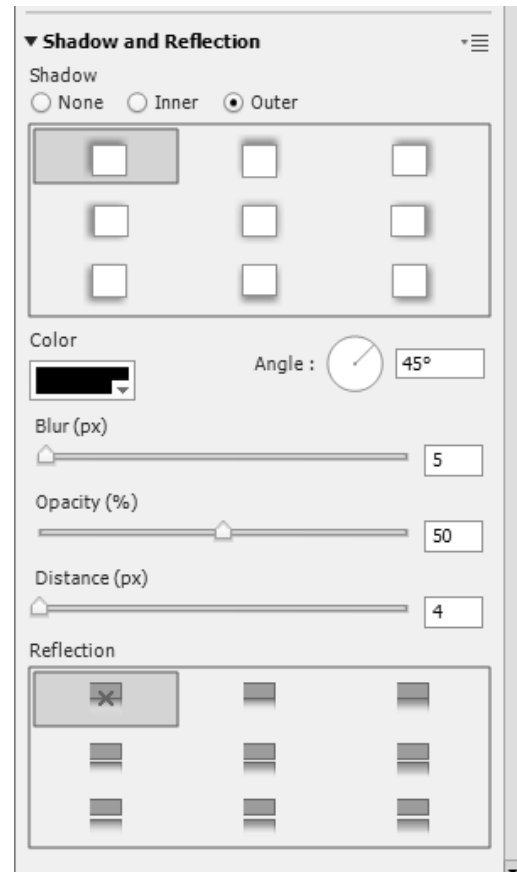 Shadow and Reflection
Shadow
None Inner Outer
Color
Angle : 45°
Blur (px)
5
Opacity (%)
50
Distance (px)
4
Reflection